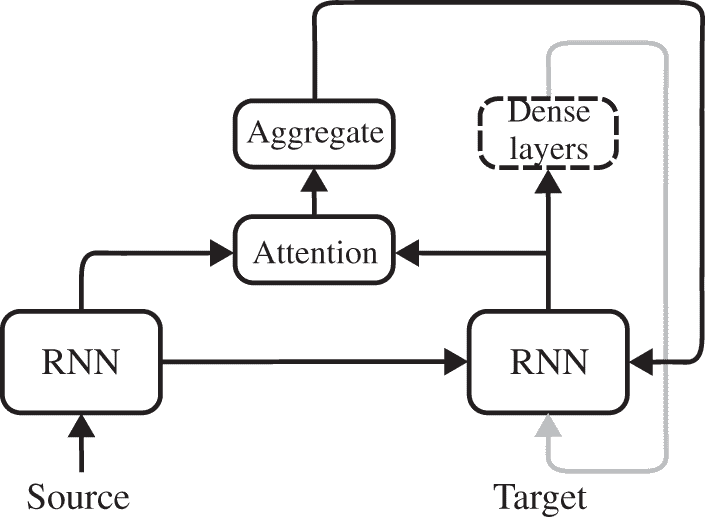 Aggregate
Dense
layers
Attention
RNN
RNN
Source
Target